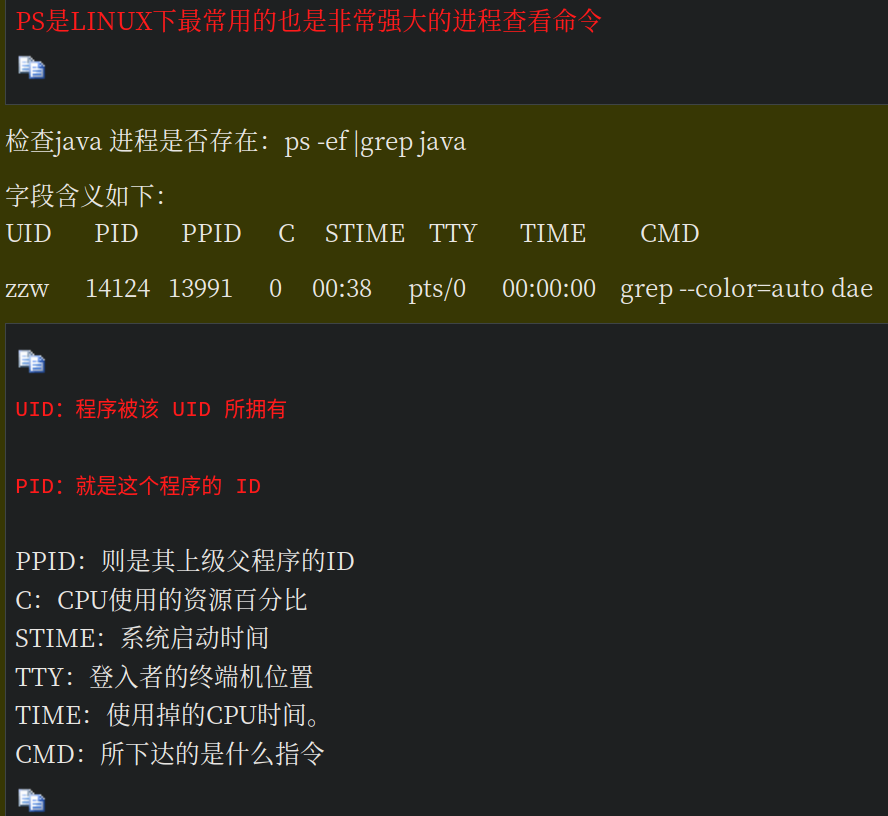 PS是LINUX下最常用的也是非常强大的进程查看命令
检查java 进程是否存在：ps -ef |grep java
字段含义如下：
UID PID PPID C STIME TTY TIME CMD
zzw 14124 13991 0 00:38 pts/0 00:00:00 grep --color=auto dae
UID：程序被该 UID 所拥有
PID：就是这个程序的 ID
PPID：则是其上级父程序的ID
C：CPU使用的资源百分比
STIME：系统启动时间
TTY：登入者的终端机位置
TIME：使用掉的CPU时间。
CMD：所下达的是什么指令